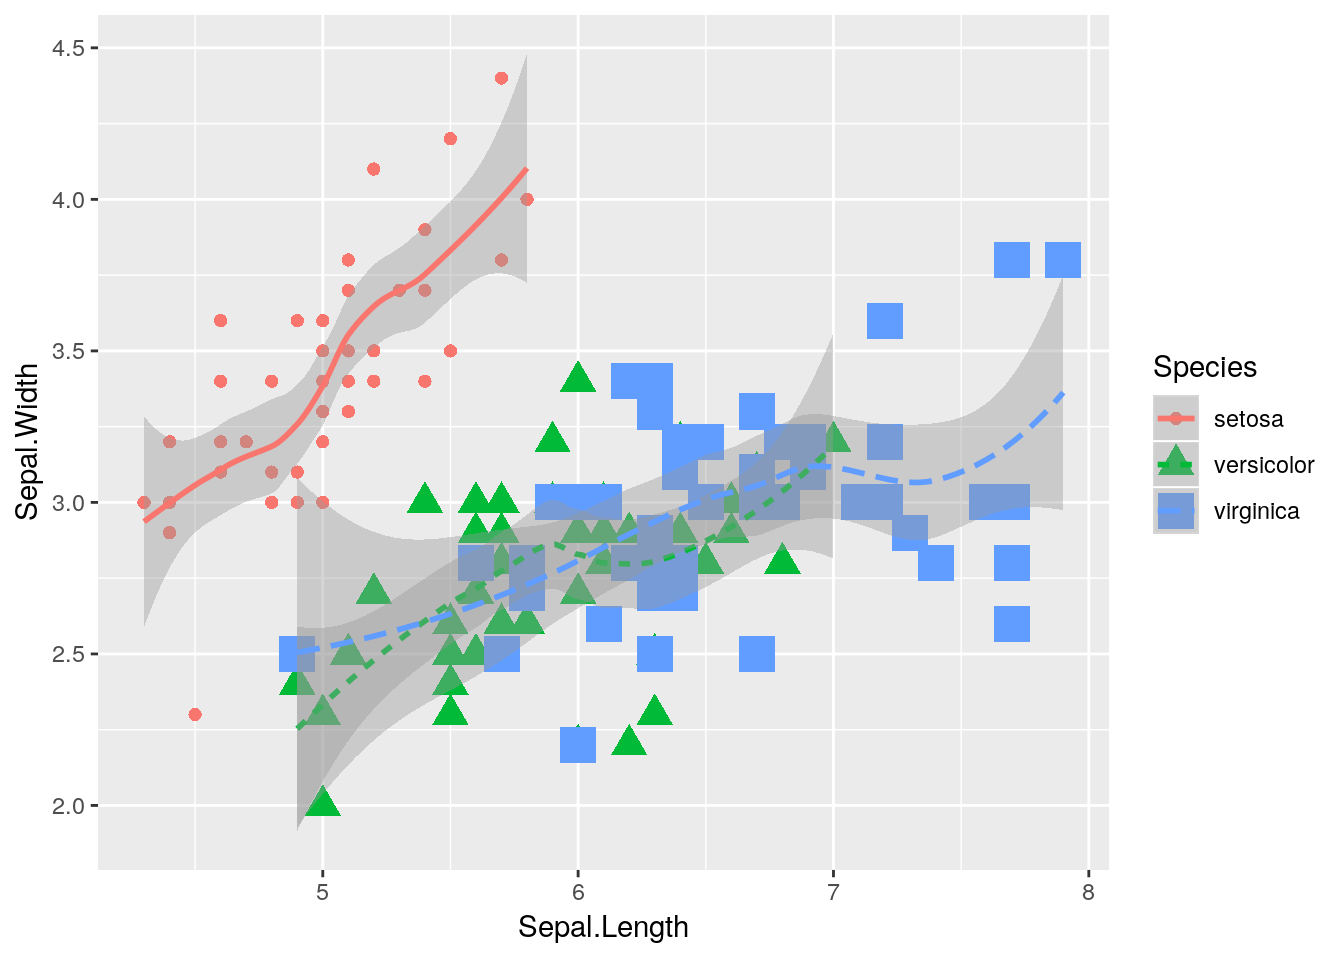 4.5
4.0
3.5
3.0
2.5
2.0
Sepal.Width
5 6 7 8
Sepal.Length
Species
setosa
versicolor
virginica